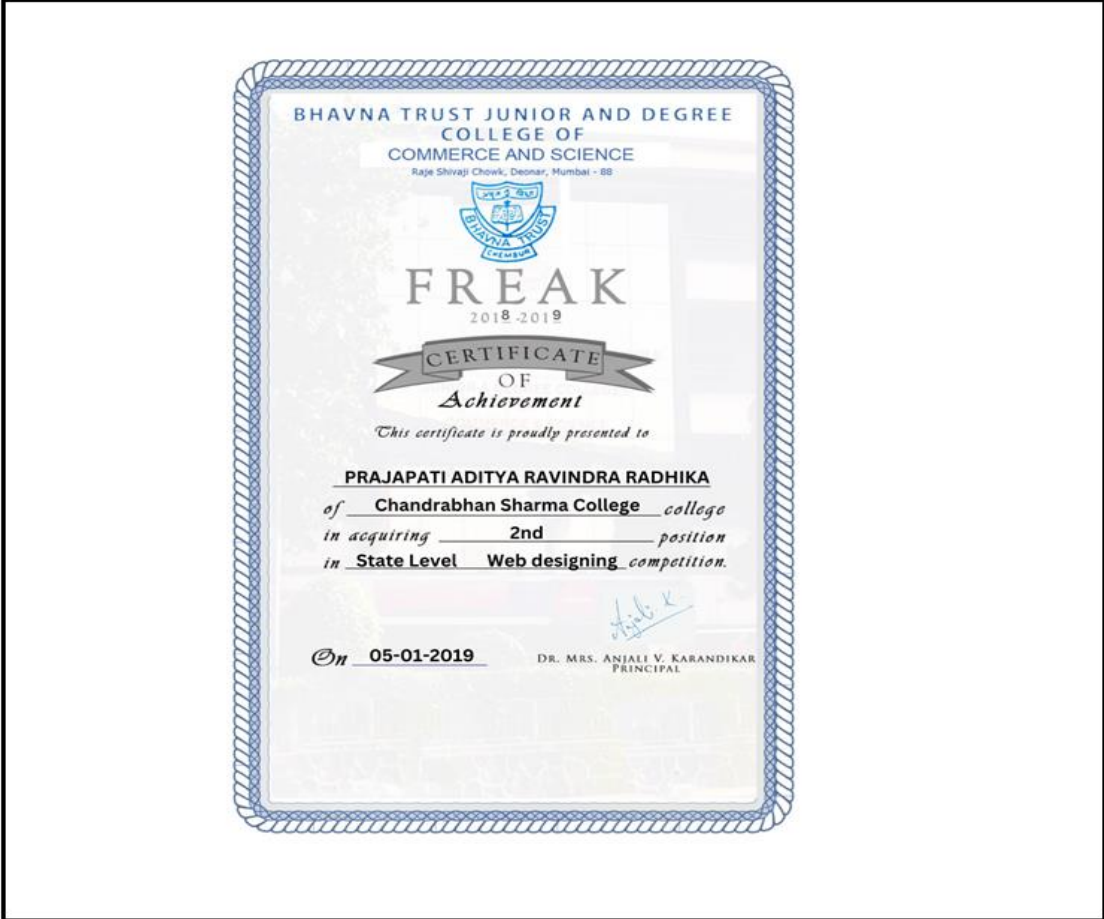 BHAVNA TRUST JUNIOR AND DEGREE
COLLEGE OF
COMMERCE AND SCIENCE
Raje Shivaji Chowk, Deonar, Mumbai - 88
BHAVNA TRUST
CHEMBUR
FREAK
2018-2019
CERTIFICATE
OF
Achievement
This certificate is proudly presented to
PRAJAPATI ADITYA RAVINDRA RADHIKA
of Chandrabhan Sharma College college
in acquiring 2nd position
in State Level Web designing competition.
Anjali. K.
On 05-01-2019
DR. MRS. ANJALI V. KARANDIKAR
PRINCIPAL